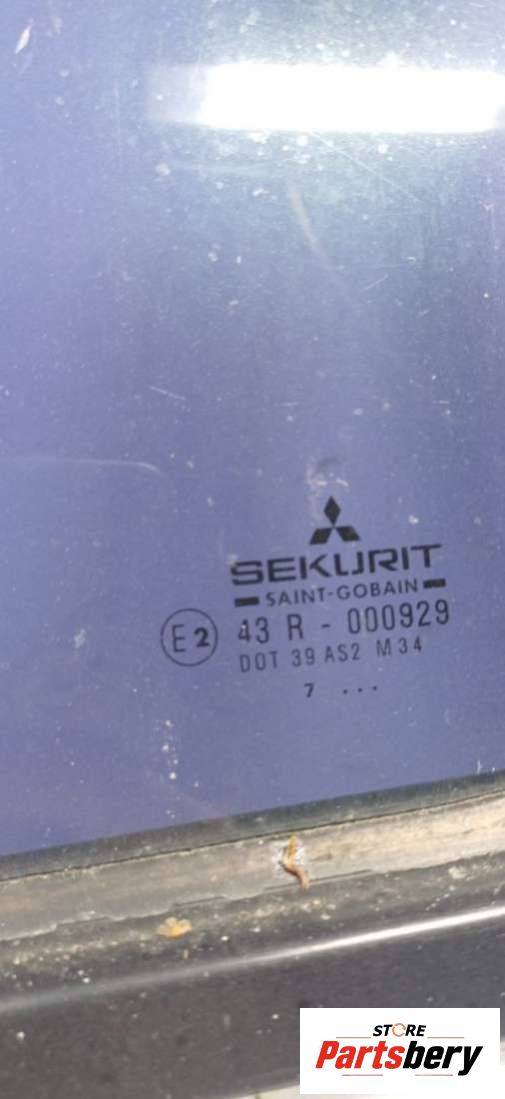 SEKURIT
SAINT-GOBAIN
E2 43 R - 000929
DOT 39 AS2 M34
7 ...
STORE
Partsbery